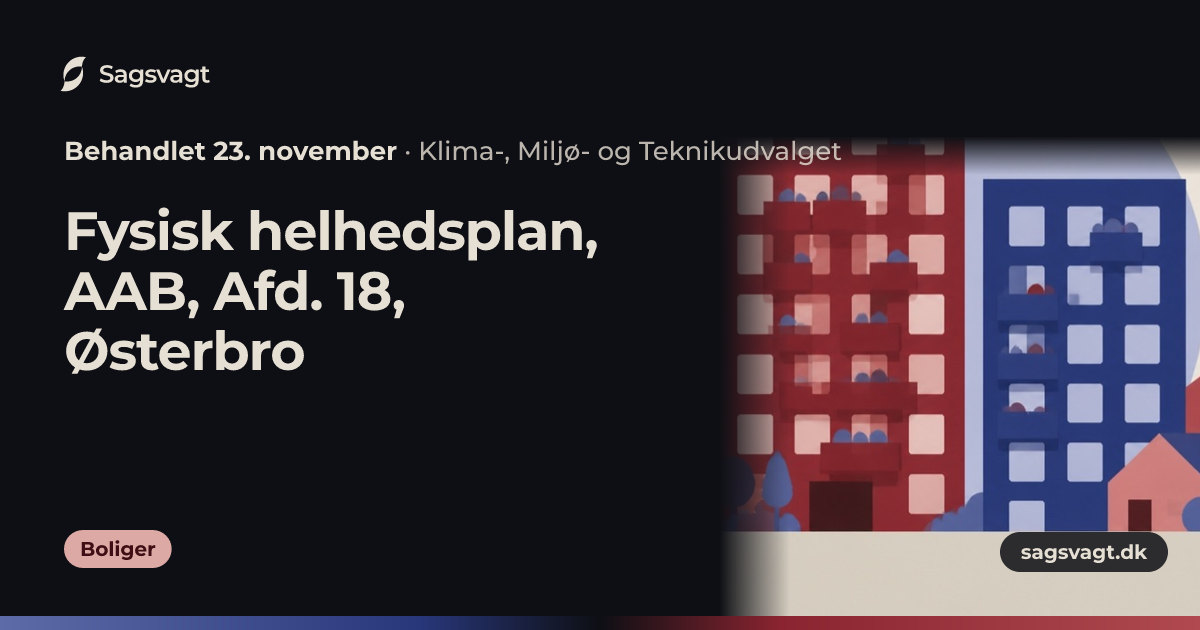 Sagsvagt
Behandlet 23. november · Klima-, Miljø- og Teknikudvalget
Fysisk helhedsplan,
AAB, Afd. 18,
Østerbro
Boliger
sagsvagt.dk